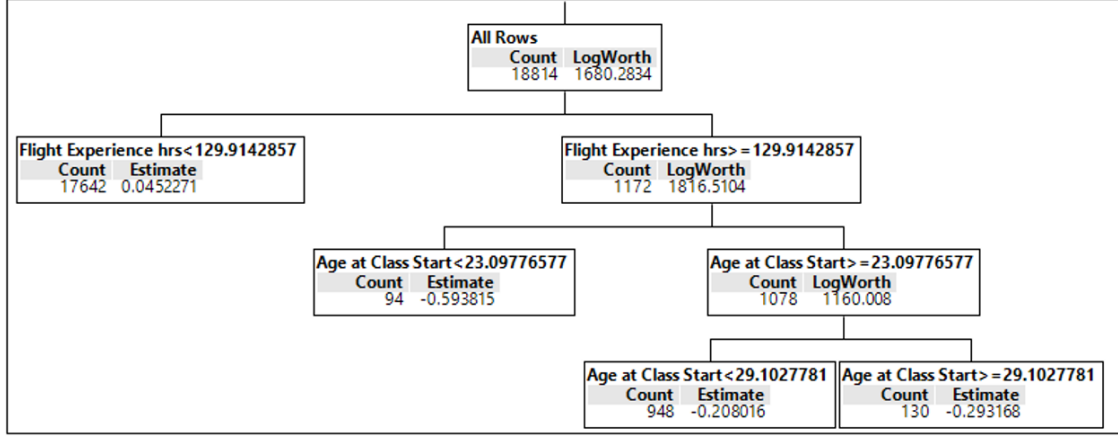 All Rows
Count LogWorth
18814 1680.2834
Flight Experience hrs<129.9142857
Count Estimate
17642 0.0452271
Flight Experience hrs>=129.9142857
Count LogWorth
1172 1816.5104
Age at Class Start<23.09776577
Count Estimate
94 -0.593815
Age at Class Start>=23.09776577
Count LogWorth
1078 1160.008
Age at Class Start<29.1027781
Count Estimate
948 -0.208016
Age at Class Start>=29.1027781
Count Estimate
130 -0.293168